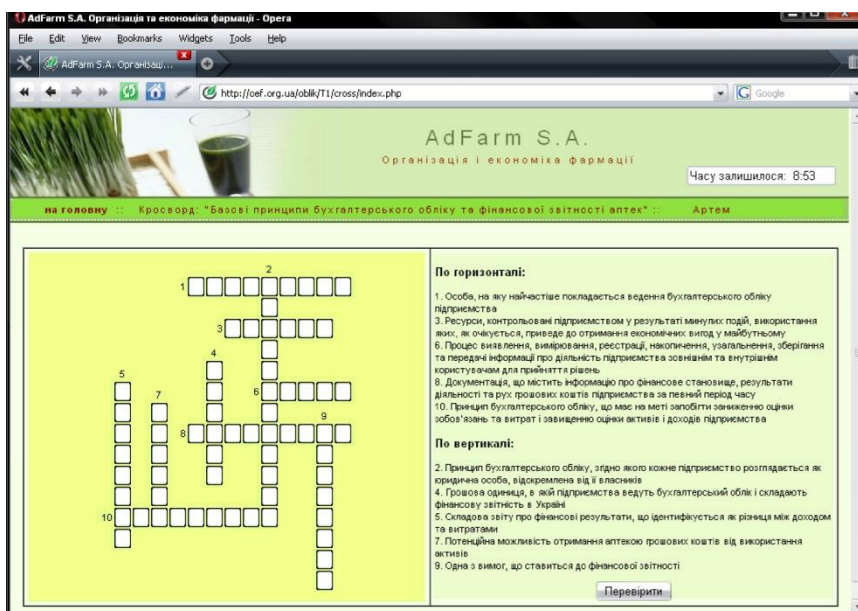 AdFarm S.A. Організація та економіка фармації - Opera
File Edit View Bookmarks Widgets Tools Help
AdFarm S.A. Організаці...
http://oef.org.ua/oblik/T1/cross/index.php
Google
AdFarm S.A.
Організація і економіка фармації
Часу залишилося: 8:53
на головну :: Кросворд: "Базові принципи бухгалтерського обліку та фінансової звітності аптек" :: Артем
2
1
3
4
5
7
6
9
8
10
По горизонталі:
1. Особа, на яку найчастіше покладається ведення бухгалтерського обліку
підприємства
3. Ресурси, контрольовані підприємством у результаті минулих подій, використання
яких, як очікується, приведе до отримання економічних вигод у майбутньому
6. Процес виявлення, вимірювання, реєстрації, накопичення, узагальнення, зберігання
та передачі інформації про діяльність підприємства зовнішнім та внутрішнім
користувачам для прийняття рішень
8. Документація, що містить інформацію про фінансове становище, результати
діяльності та рух грошових коштів підприємства за певний період часу
10. Принцип бухгалтерського обліку, що має на меті запобігти заниженню оцінки
зобов'язань та витрат і завищенню оцінки активів і доходів підприємства
По вертикалі:
2. Принцип бухгалтерського обліку, згідно якого кожне підприємство розглядається як
юридична особа, відокремлена від її власників
4. Грошова одиниця, в якій підприємства ведуть бухгалтерський облік і складають
фінансову звітність в Україні
5. Складова звіту про фінансові результати, що ідентифікується як різниця між доходом
та витратами
7. Потенційна можливість отримання аптекою грошових коштів від використання
активів
9. Одна з вимог, що ставиться до фінансової звітності
Перевірити